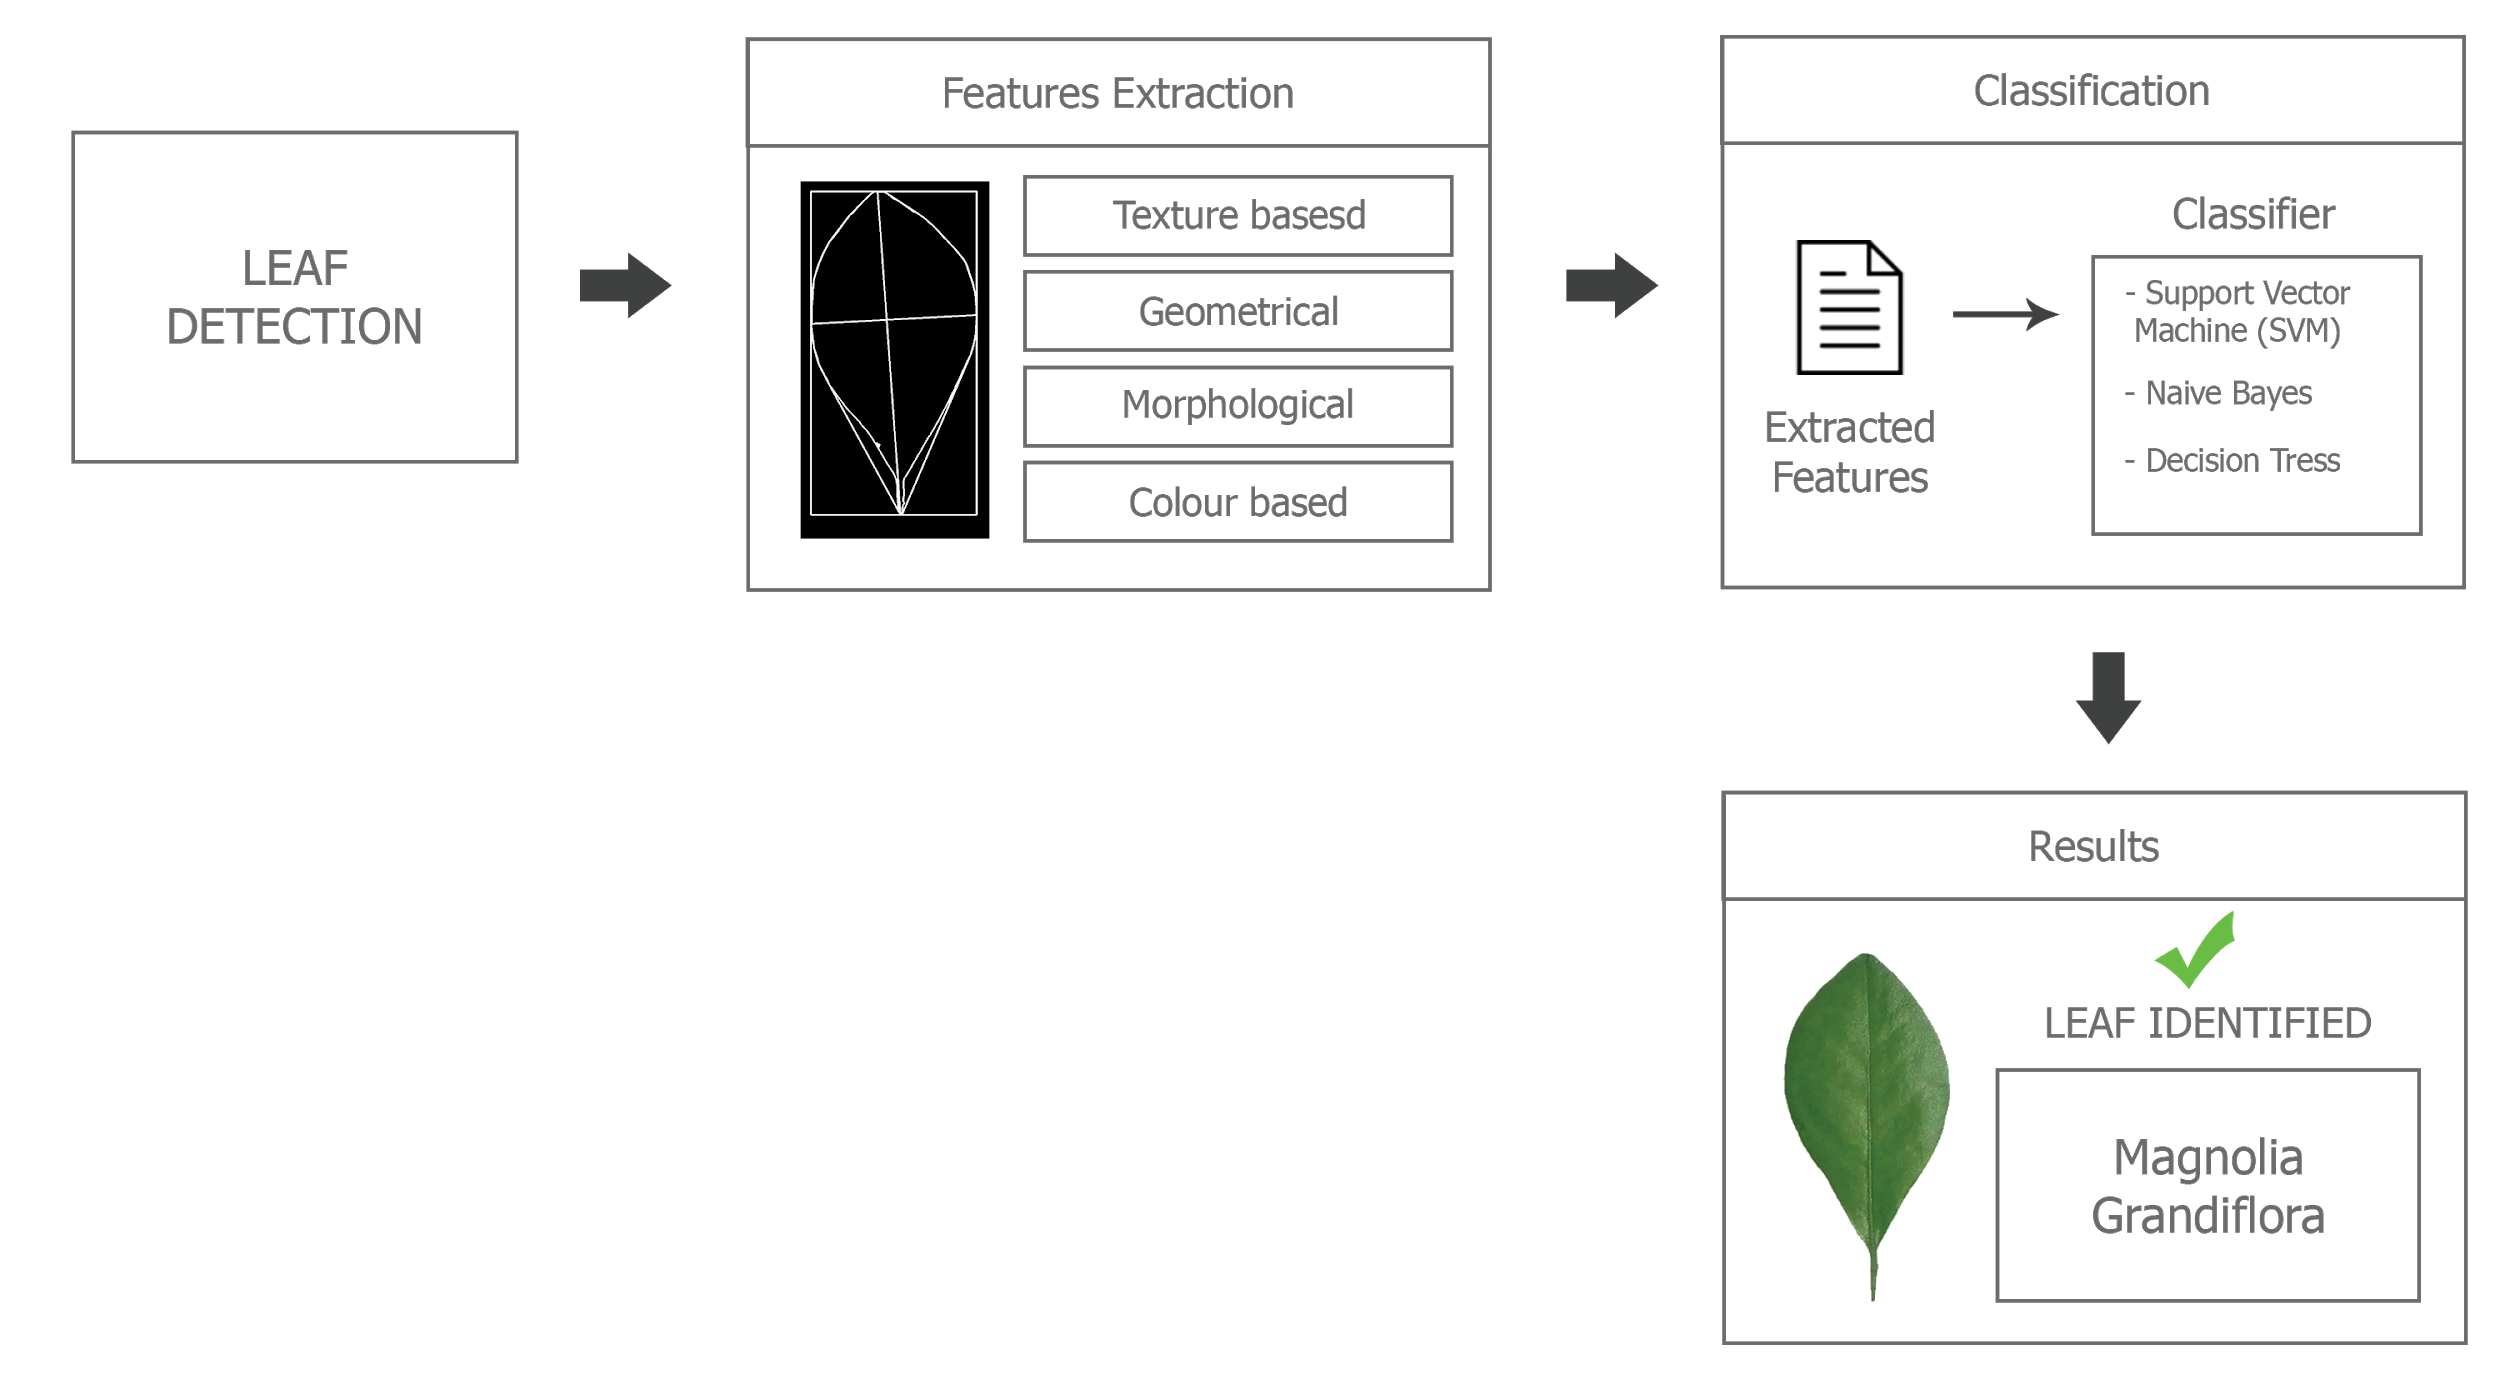 LEAF
DETECTION
Features Extraction
Texture basesd
Geometrical
Morphological
Colour based
Classification
Extracted
Features
Classifier
- Support Vector
Machine (SVM)
- Naive Bayes
- Decision Tress
Results
LEAF IDENTIFIED
Magnolia
Grandiflora